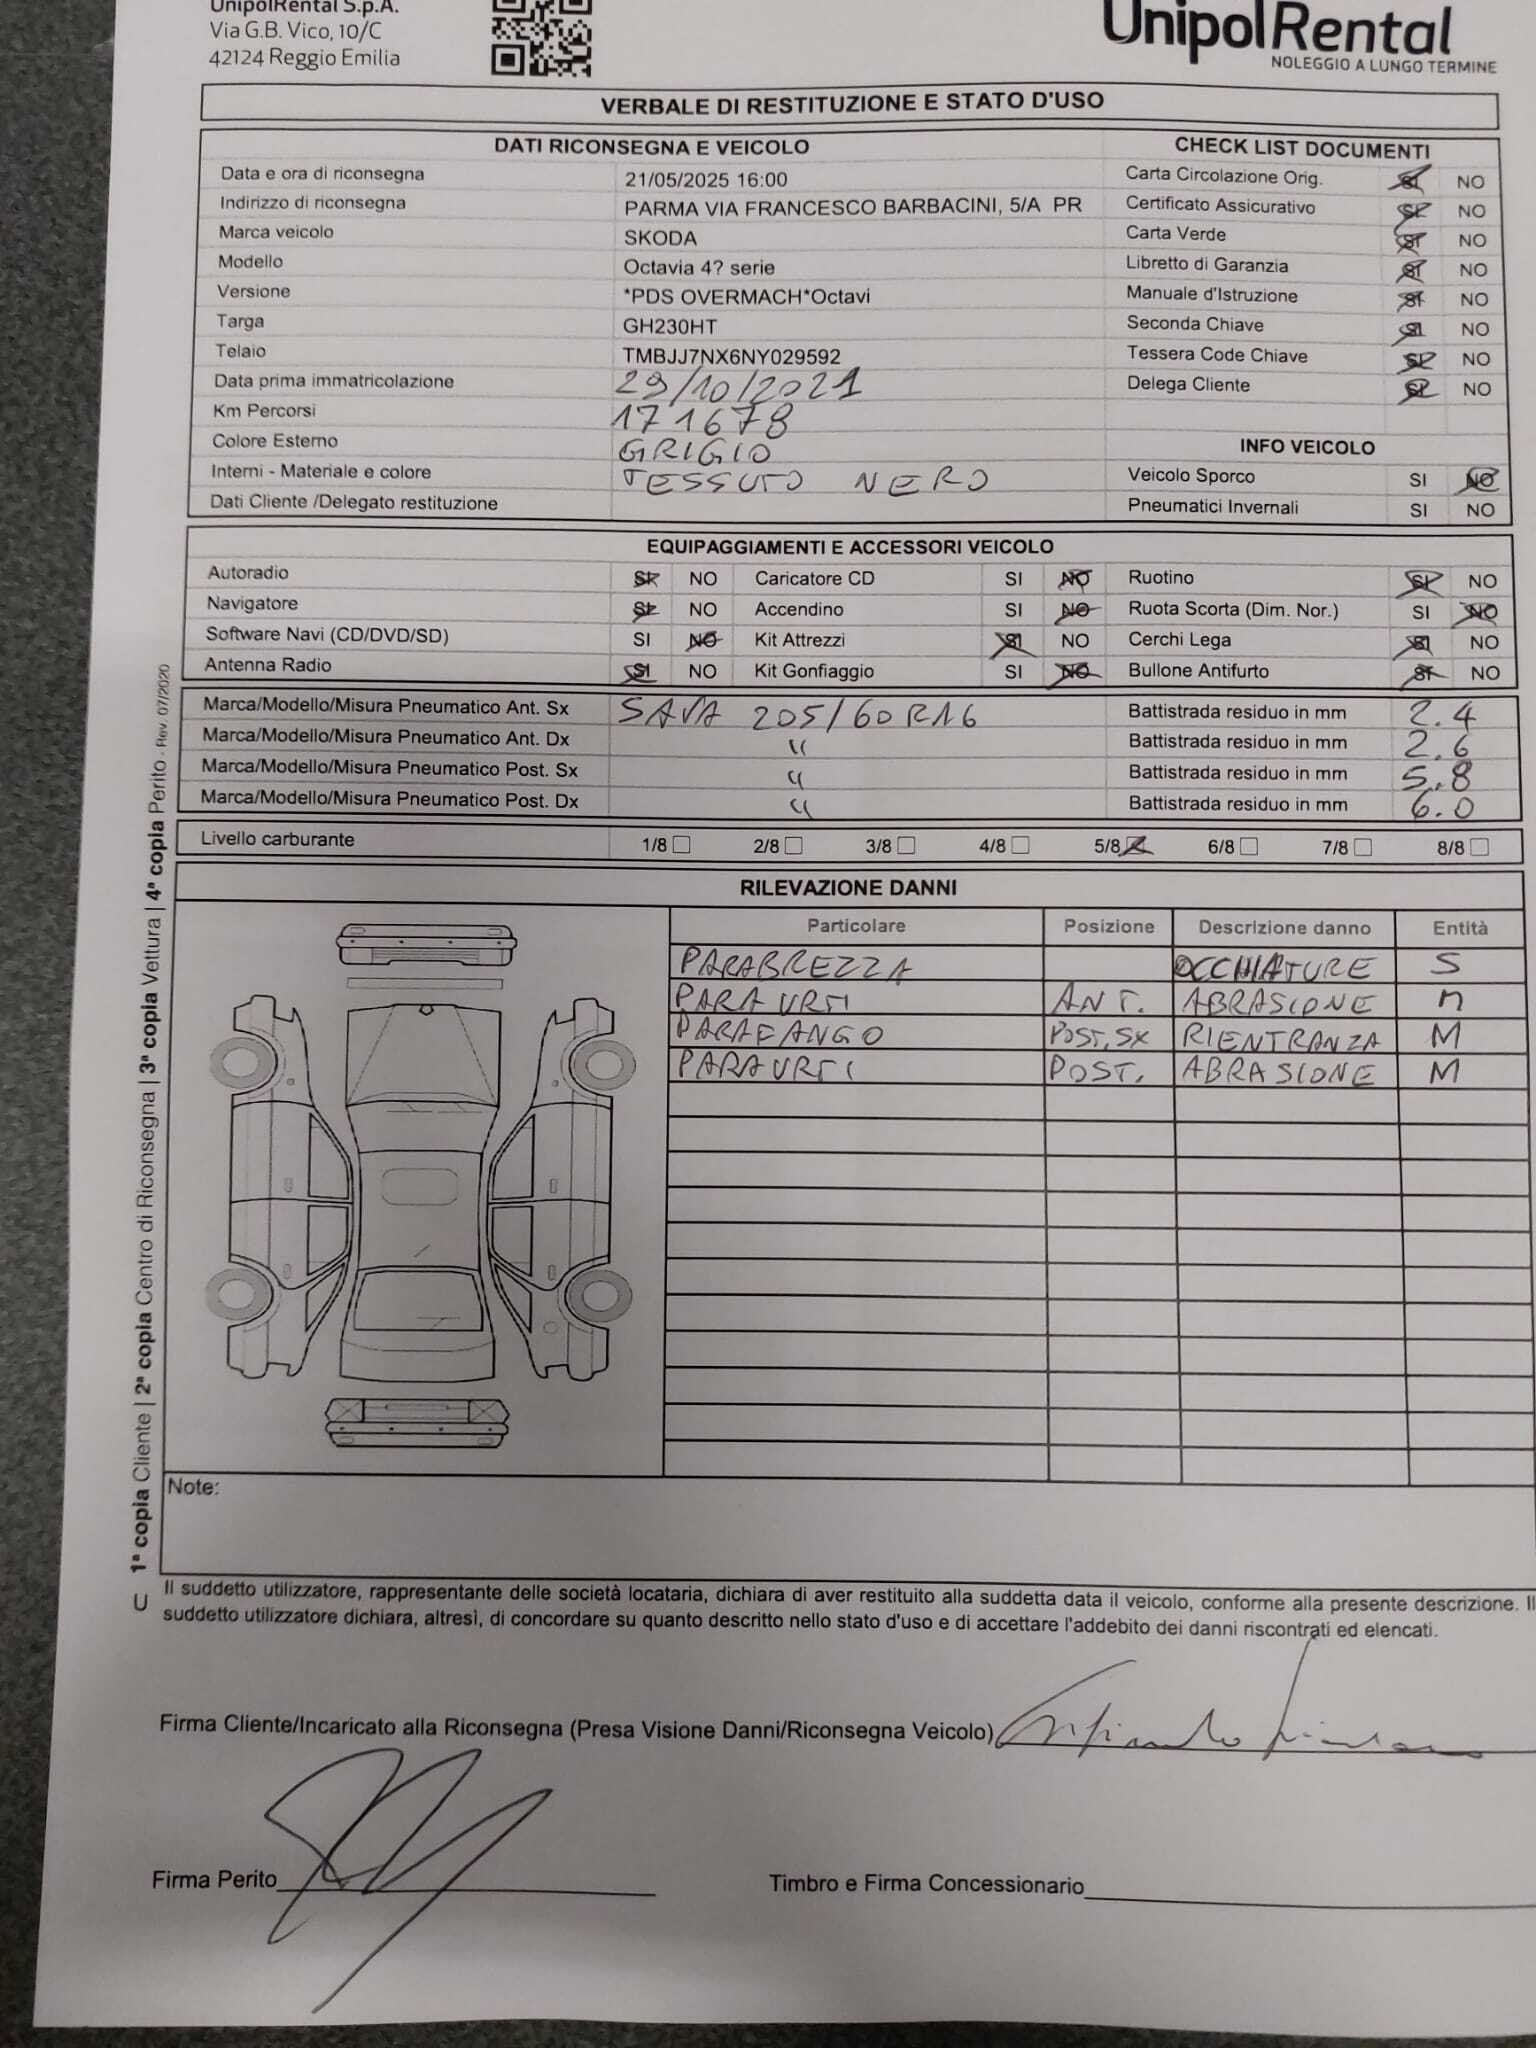 UnipolRental S.p.A.
Via G.B. Vico, 10/C
42124 Reggio Emilia
UnipolRental
NOLEGGIO A LUNGO TERMINE
VERBALE DI RESTITUZIONE E STATO D'USO
DATI RICONSEGNA E VEICOLO
Data e ora di riconsegna 21/05/2025 16:00
Indirizzo di riconsegna PARMA VIA FRANCESCO BARBACINI, 5/A PR
Marca veicolo SKODA
Modello Octavia 4? serie
Versione *PDS OVERMACH*Octavi
Targa GH230HT
Telaio TMBJJ7NX6NY029592
Data prima immatricolazione 29/10/2021
Km Percorsi 171678
Colore Esterno GRIGIO
Interni - Materiale e colore TESSUTO NERO
Dati Cliente /Delegato restituzione
CHECK LIST DOCUMENTI
Carta Circolazione Orig. SI NO
Certificato Assicurativo SI NO
Carta Verde SI NO
Libretto di Garanzia SI NO
Manuale d'Istruzione SI NO
Seconda Chiave SI NO
Tessera Code Chiave SI NO
Delega Cliente SI NO
INFO VEICOLO
Veicolo Sporco SI NO
Pneumatici Invernali SI NO
EQUIPAGGIAMENTI E ACCESSORI VEICOLO
Autoradio SI NO Caricatore CD SI NO Ruotino SI NO
Navigatore SI NO Accendino SI NO Ruota Scorta (Dim. Nor.) SI NO
Software Navi (CD/DVD/SD) SI NO Kit Attrezzi SI NO Cerchi Lega SI NO
Antenna Radio SI NO Kit Gonfiaggio SI NO Bullone Antifurto SI NO
Marca/Modello/Misura Pneumatico Ant. Sx SAVA 205/60R16 Battistrada residuo in mm 2.4
Marca/Modello/Misura Pneumatico Ant. Dx " Battistrada residuo in mm 2.6
Marca/Modello/Misura Pneumatico Post. Sx " Battistrada residuo in mm 5.8
Marca/Modello/Misura Pneumatico Post. Dx " Battistrada residuo in mm 6.0
Livello carburante 1/8 2/8 3/8 4/8 5/8 6/8 7/8 8/8
RILEVAZIONE DANNI
Particolare Posizione Descrizione danno Entità
PARABREZZA OCCHIATURE S
PARAURTI ANT. ABRASIONE M
PARAFANGO POST.SX RIENTRANZA M
PARAURTI POST. ABRASIONE M
Note:
Il suddetto utilizzatore, rappresentante delle società locataria, dichiara di aver restituito alla suddetta data il veicolo, conforme alla presente descrizione. Il
suddetto utilizzatore dichiara, altresì, di concordare su quanto descritto nello stato d'uso e di accettare l'addebito dei danni riscontrati ed elencati.
Firma Cliente/Incaricato alla Riconsegna (Presa Visione Danni/Riconsegna Veicolo)
Firma Perito
Timbro e Firma Concessionario
U 1ª copia Cliente | 2ª copia Centro di Riconsegna | 3ª copia Vettura | 4ª copia Perito - Rev. 07/2020